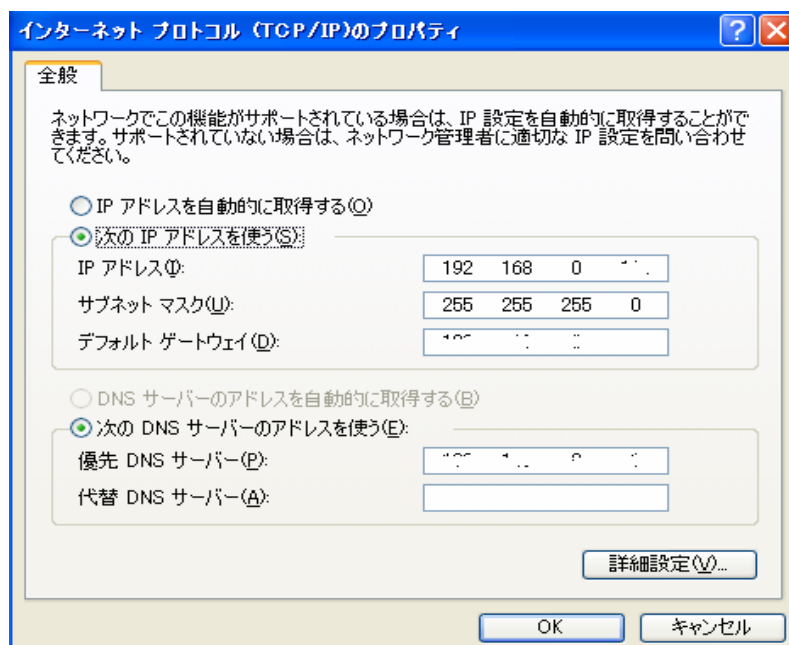 インターネット プロトコル (TCP/IP)のプロパティ
全般
ネットワークでこの機能がサポートされている場合は、IP 設定を自動的に取得することがで
きます。サポートされていない場合は、ネットワーク管理者に適切な IP 設定を問い合わせ
てください。
IP アドレスを自動的に取得する(O)
次の IP アドレスを使う(S):
IP アドレス(I): 192 168 0
サブネット マスク(U): 255 255 255 0
デフォルト ゲートウェイ(D):
DNS サーバーのアドレスを自動的に取得する(B)
次の DNS サーバーのアドレスを使う(E):
優先 DNS サーバー(P):
代替 DNS サーバー(A):
詳細設定(V)...
OK キャンセル